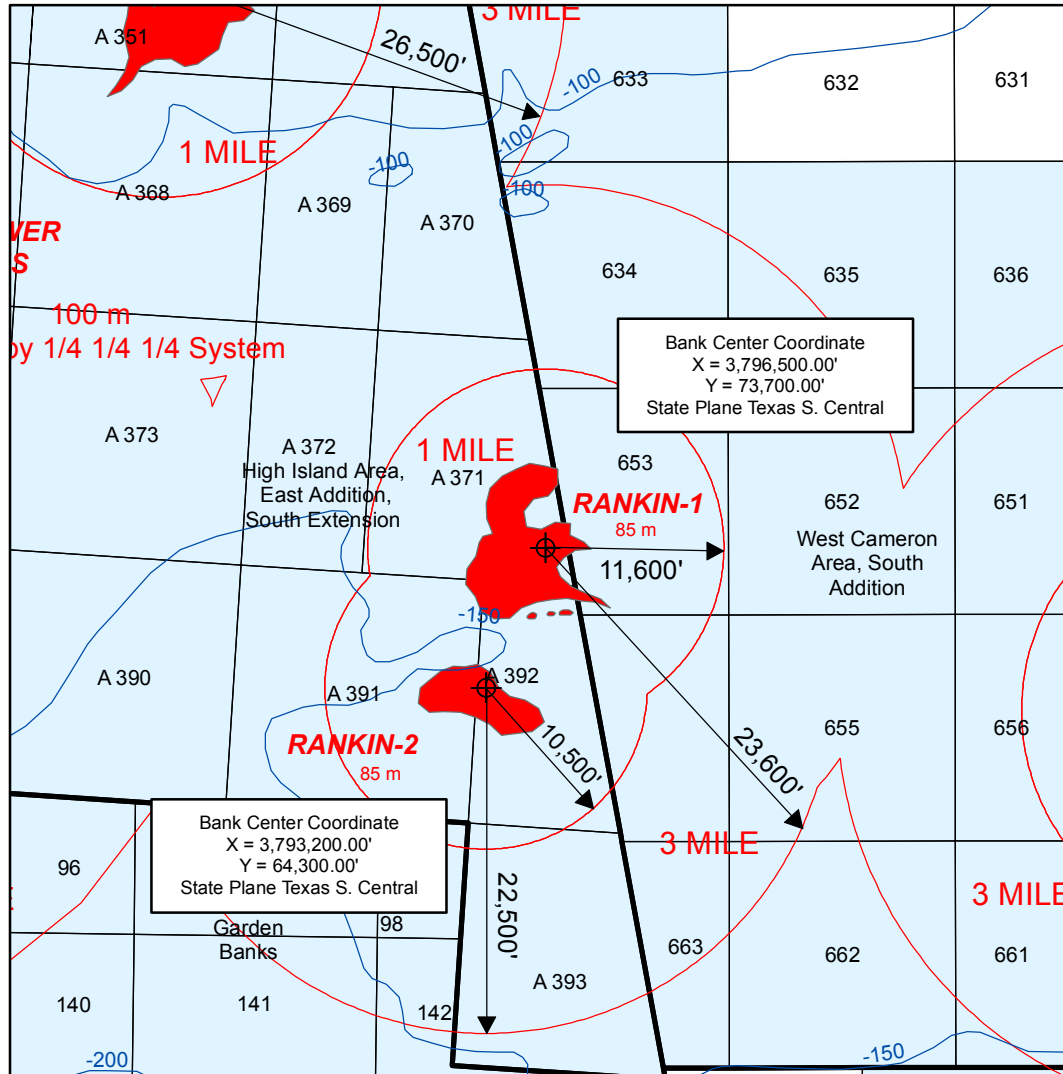 3 MILE
A 351
26,500'
633
632
631
-100
1 MILE
-100
-100
-100
A 368
A 369
A 370
VER
S
634
635
636
100 m
by 1/4 1/4 1/4 System
Bank Center Coordinate
X = 3,796,500.00'
Y = 73,700.00'
State Plane Texas S. Central
A 373
A 372
High Island Area,
East Addition,
South Extension
1 MILE
A 371
653
RANKIN-1
85 m
652
651
West Cameron
Area, South
Addition
11,600'
-150
A 390
A 391
A 392
655
656
RANKIN-2
85 m
10,500'
23,600'
Bank Center Coordinate
X = 3,793,200.00'
Y = 64,300.00'
State Plane Texas S. Central
3 MILE
96
3 MILE
22,500'
98
Garden
Banks
663
662
661
A 393
140
141
142
-200
-150